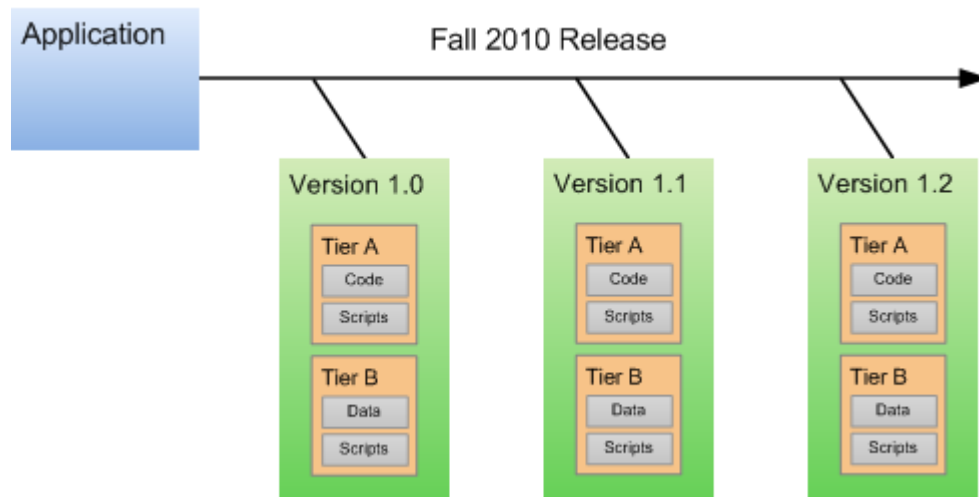 Application
Fall 2010 Release
Version 1.0
Tier A
Code
Scripts
Tier B
Data
Scripts
Version 1.1
Tier A
Code
Scripts
Tier B
Data
Scripts
Version 1.2
Tier A
Code
Scripts
Tier B
Data
Scripts